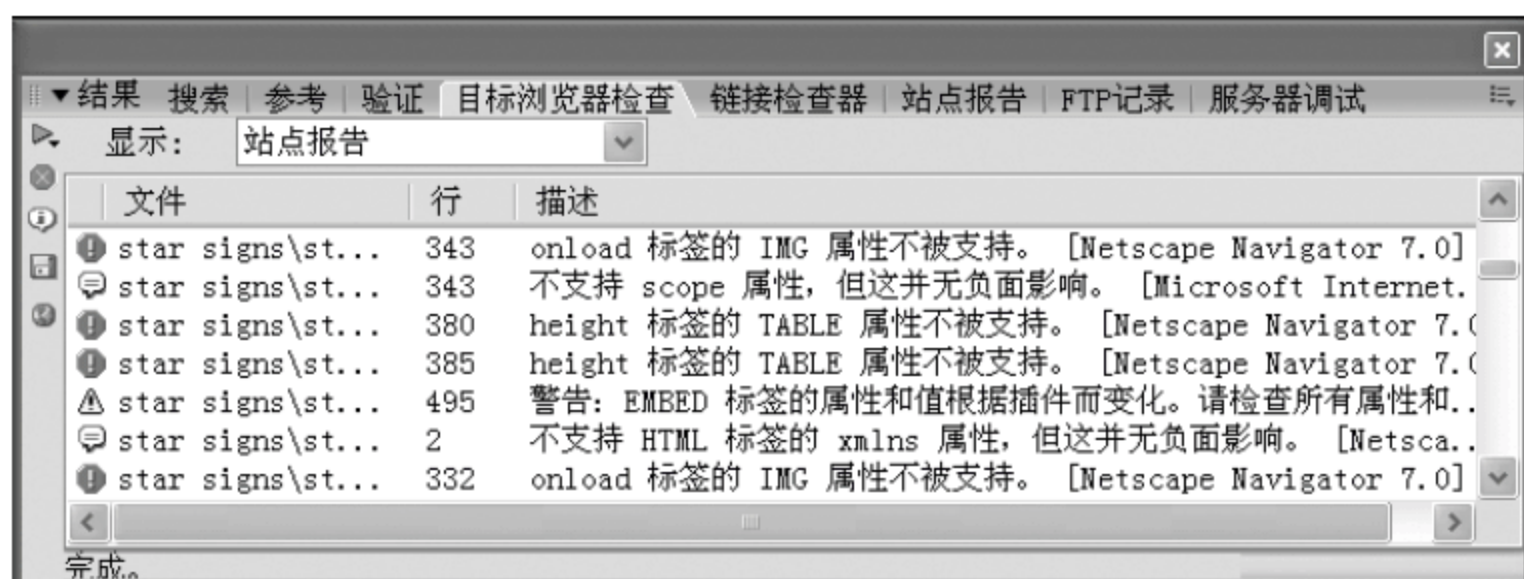 结果 搜索 参考 验证 目标浏览器检查 链接检查器 站点报告 FTP记录 服务器调试
显示: 站点报告
文件 行 描述
star signs\st... 343 onload 标签的 IMG 属性不被支持。 [Netscape Navigator 7.0]
star signs\st... 343 不支持 scope 属性，但这并无负面影响。 [Microsoft Internet.
star signs\st... 380 height 标签的 TABLE 属性不被支持。 [Netscape Navigator 7.
star signs\st... 385 height 标签的 TABLE 属性不被支持。 [Netscape Navigator 7.
star signs\st... 495 警告: EMBED 标签的属性和值根据插件而变化。请检查所有属性和..
star signs\st... 2 不支持 HTML 标签的 xmlns 属性，但这并无负面影响。 [Netsca..
star signs\st... 332 onload 标签的 IMG 属性不被支持。 [Netscape Navigator 7.0]
完成。